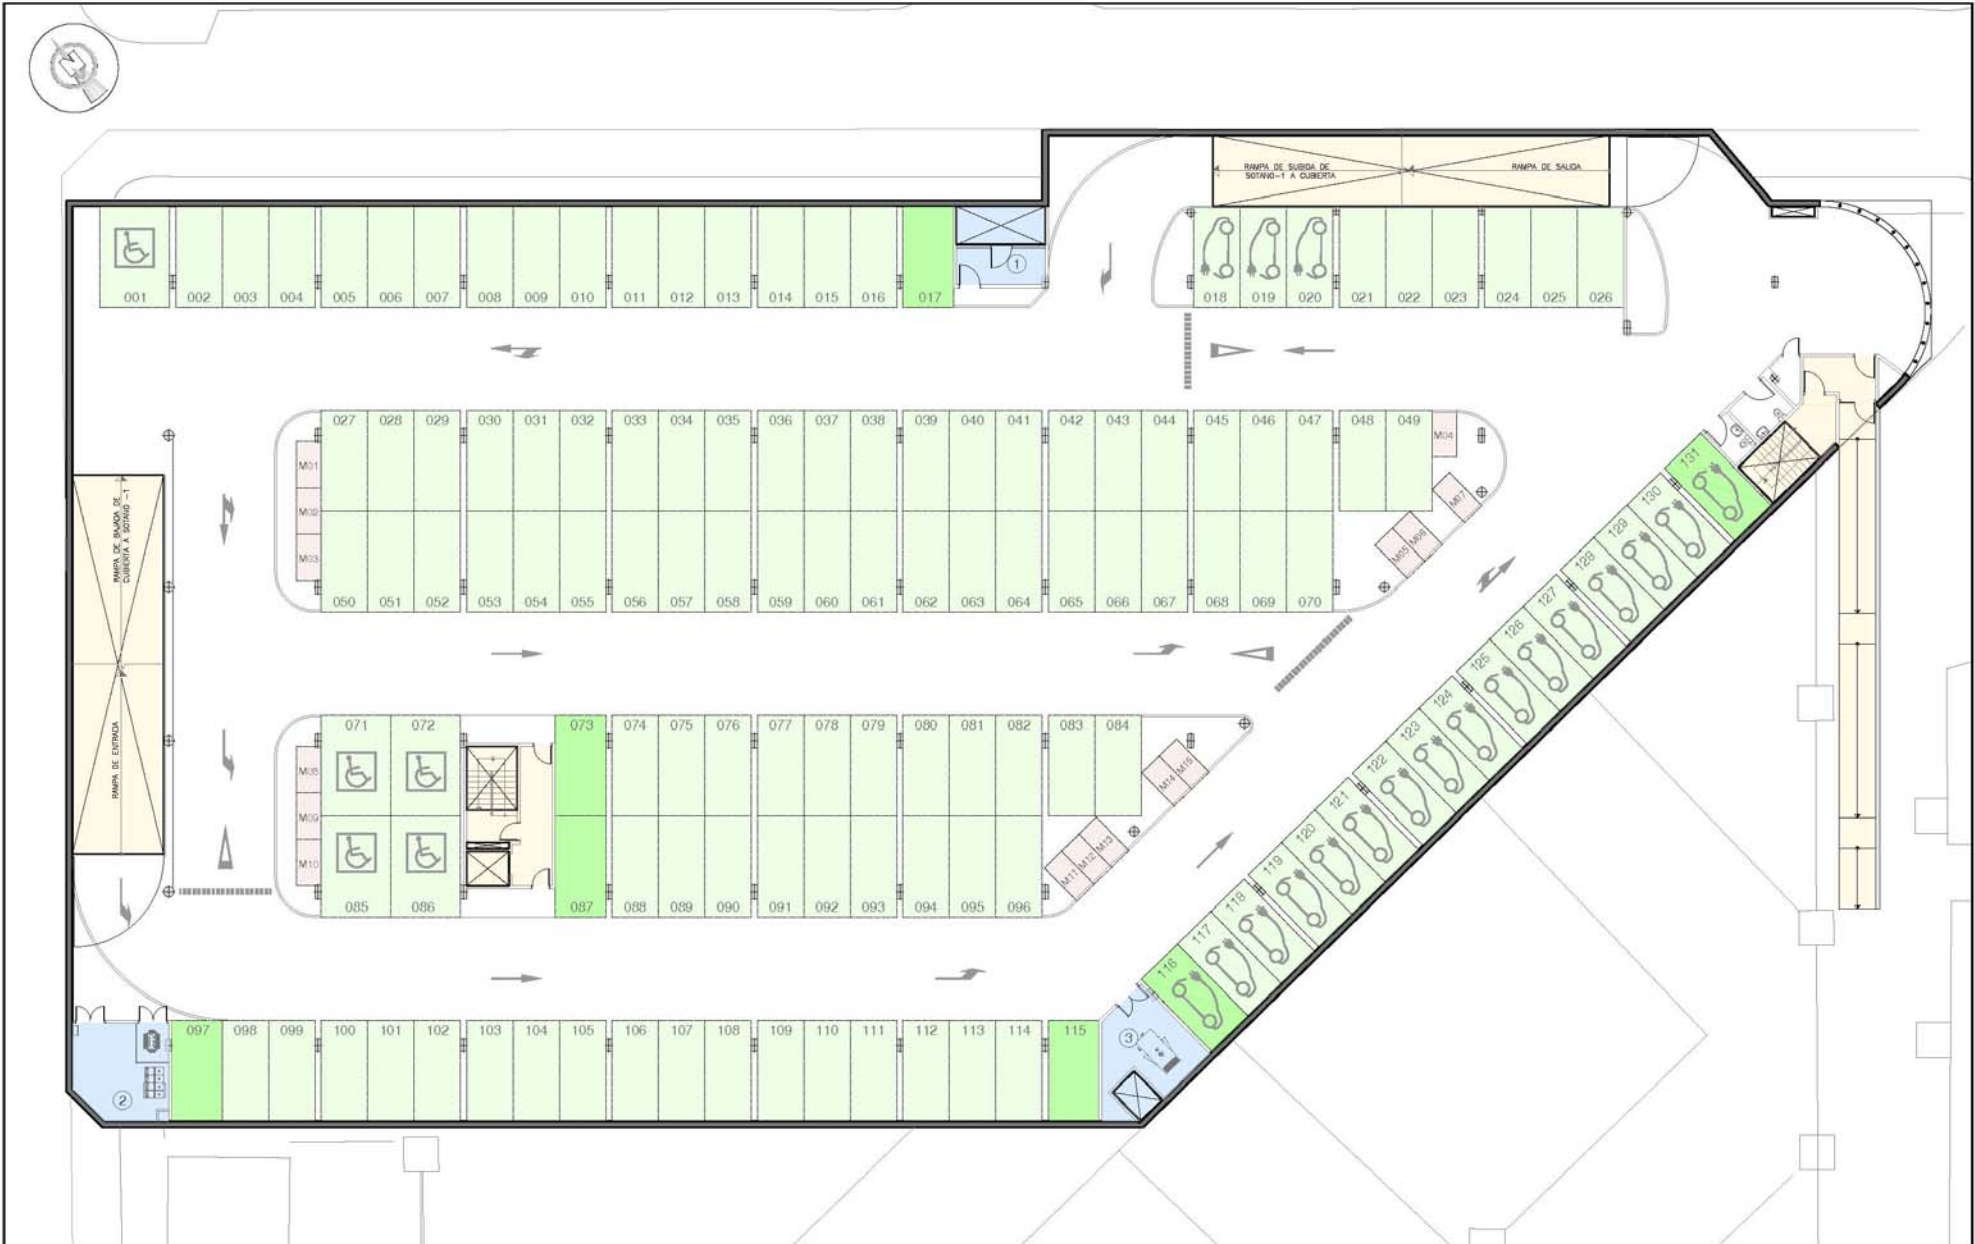 N
RAMPA DE SUBIDA DE
SOTANO-1 A CUBIERTA
RAMPA DE SALIDA
001 002 003 004 005 006 007 008 009 010 011 012 013 014 015 016 017
1
018 019 020 021 022 023 024 025 026
027 028 029 030 031 032 033 034 035 036 037 038 039 040 041 042 043 044 045 046 047 048 049
M01
M02
M03
M04
M07
M06
M05
050 051 052 053 054 055 056 057 058 059 060 061 062 063 064 065 066 067 068 069 070
RAMPA DE BAJADA DE
CUBIERTA A SOTANO -1
RAMPA DE ENTRADA
071 072 073 074 075 076 077 078 079 080 081 082 083 084
M08
M09
M10
M14
M15
M11
M12
M13
085 086 087 088 089 090 091 092 093 094 095 096
131
130
129
128
127
126
125
124
123
122
121
120
119
118
117
116
097 098 099 100 101 102 103 104 105 106 107 108 109 110 111 112 113 114 115
2
3